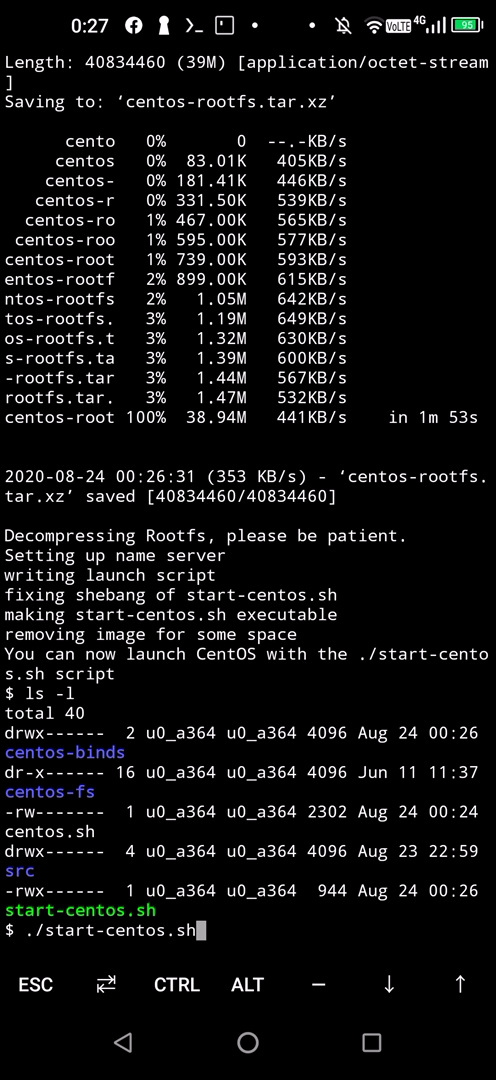 0:27 VoLTE 4G 95
Length: 40834460 (39M) [application/octet-stream
]
Saving to: ‘centos-rootfs.tar.xz’
cento 0% 0 --.-KB/s
centos 0% 83.01K 405KB/s
centos- 0% 181.41K 446KB/s
centos-r 0% 331.50K 539KB/s
centos-ro 1% 467.00K 565KB/s
centos-roo 1% 595.00K 577KB/s
centos-root 1% 739.00K 593KB/s
entos-rootf 2% 899.00K 615KB/s
ntos-rootfs 2% 1.05M 642KB/s
tos-rootfs. 3% 1.19M 649KB/s
os-rootfs.t 3% 1.32M 630KB/s
s-rootfs.ta 3% 1.39M 600KB/s
-rootfs.tar 3% 1.44M 567KB/s
rootfs.tar. 3% 1.47M 532KB/s
centos-root 100% 38.94M 441KB/s in 1m 53s
2020-08-24 00:26:31 (353 KB/s) - ‘centos-rootfs.
tar.xz’ saved [40834460/40834460]
Decompressing Rootfs, please be patient.
Setting up name server
writing launch script
fixing shebang of start-centos.sh
making start-centos.sh executable
removing image for some space
You can now launch CentOS with the ./start-cento
s.sh script
$ ls -l
total 40
drwx------ 2 u0_a364 u0_a364 4096 Aug 24 00:26
centos-binds
dr-x------ 16 u0_a364 u0_a364 4096 Jun 11 11:37
centos-fs
-rw------- 1 u0_a364 u0_a364 2302 Aug 24 00:24
centos.sh
drwx------ 4 u0_a364 u0_a364 4096 Aug 23 22:59
src
-rwx------ 1 u0_a364 u0_a364 944 Aug 24 00:26
start-centos.sh
$ ./start-centos.sh
ESC ⇄ CTRL ALT — ↓ ↑